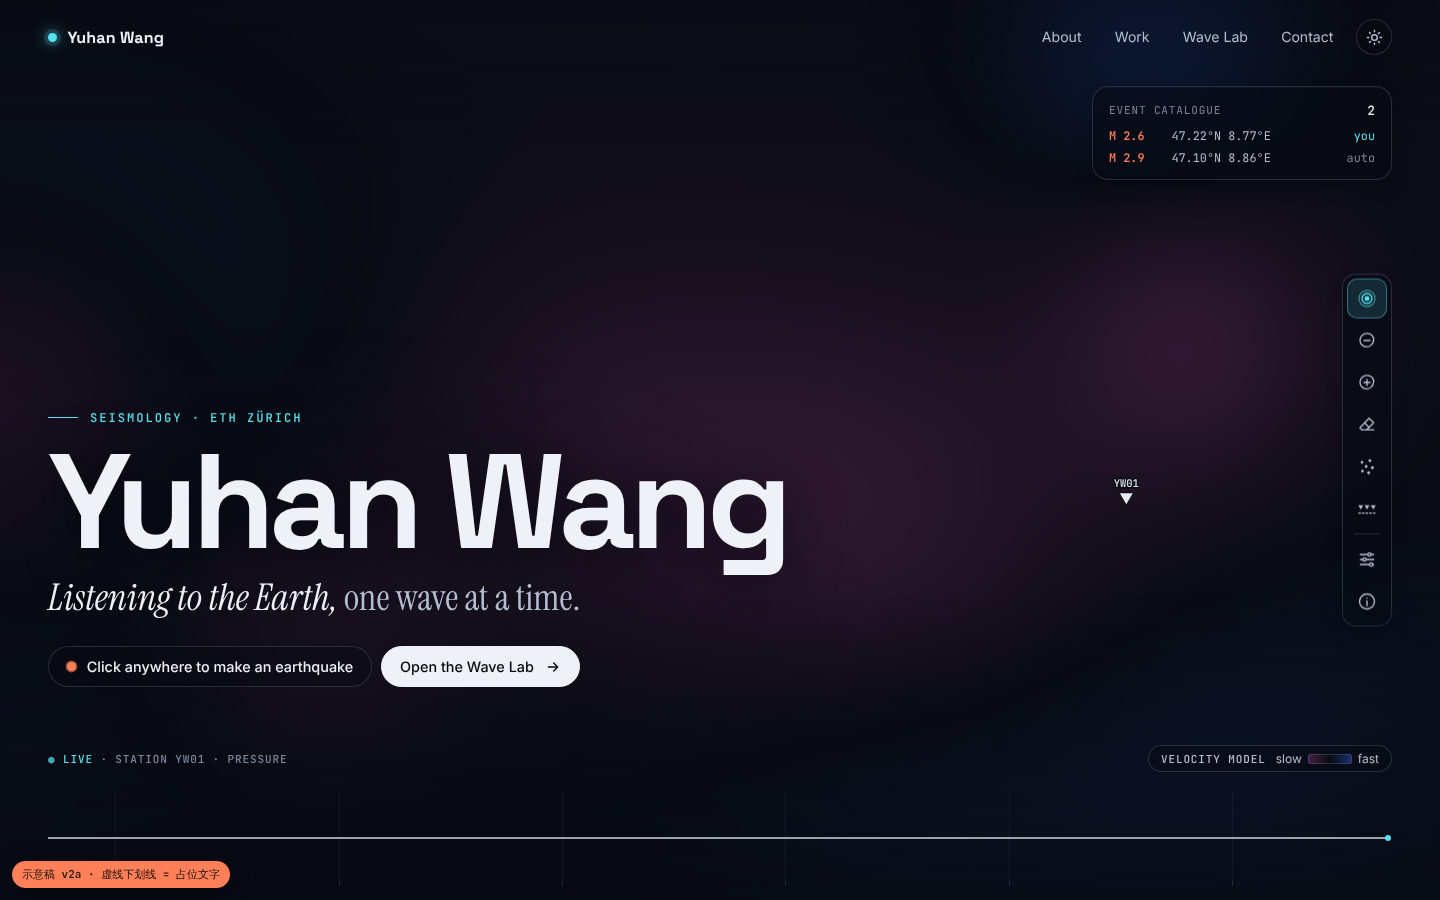 Yuhan Wang
About Work Wave Lab Contact
EVENT CATALOGUE 2
M 2.6 47.22°N 8.77°E you
M 2.9 47.10°N 8.86°E auto
SEISMOLOGY · ETH ZÜRICH
Yuhan Wang
YW01
Listening to the Earth, one wave at a time.
Click anywhere to make an earthquake
Open the Wave Lab →
LIVE · STATION YW01 · PRESSURE
VELOCITY MODEL slow fast
示意稿 v2a · 虚线下划线 = 占位文字